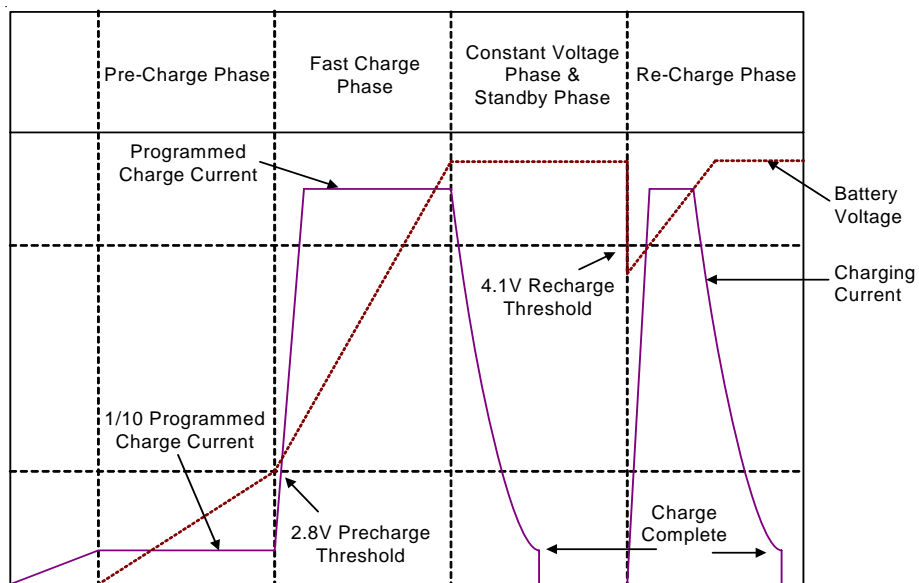 Pre-Charge Phase
Fast Charge
Phase
Constant Voltage
Phase &
Standby Phase
Re-Charge Phase
Programmed
Charge Current
Battery
Voltage
4.1V Recharge
Threshold
Charging
Current
1/10 Programmed
Charge Current
2.8V Precharge
Threshold
Charge
Complete